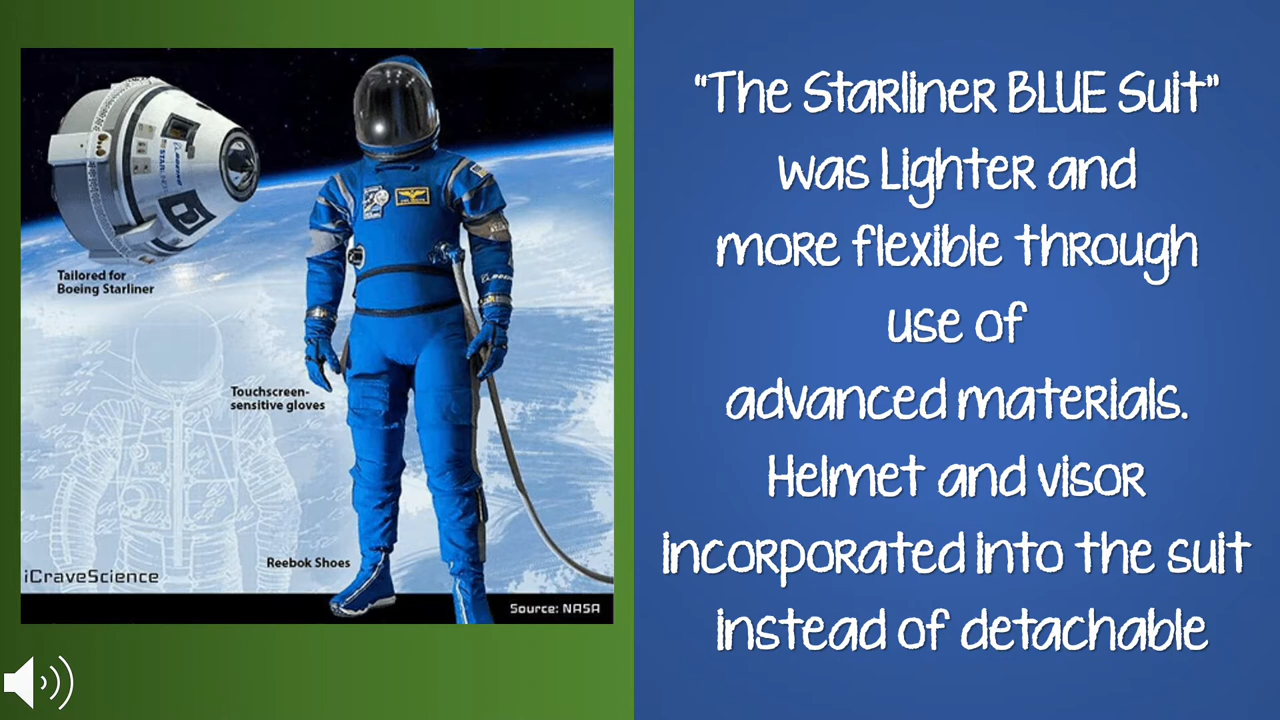 "The Starliner BLUE Suit"
was Lighter and
more flexible through
use of
advanced materials.
Helmet and visor
incorporated into the suit
instead of detachable
Tailored for
Boeing Starliner
Touchscreen-
sensitive gloves
Reebok Shoes
iCraveScience
Source: NASA